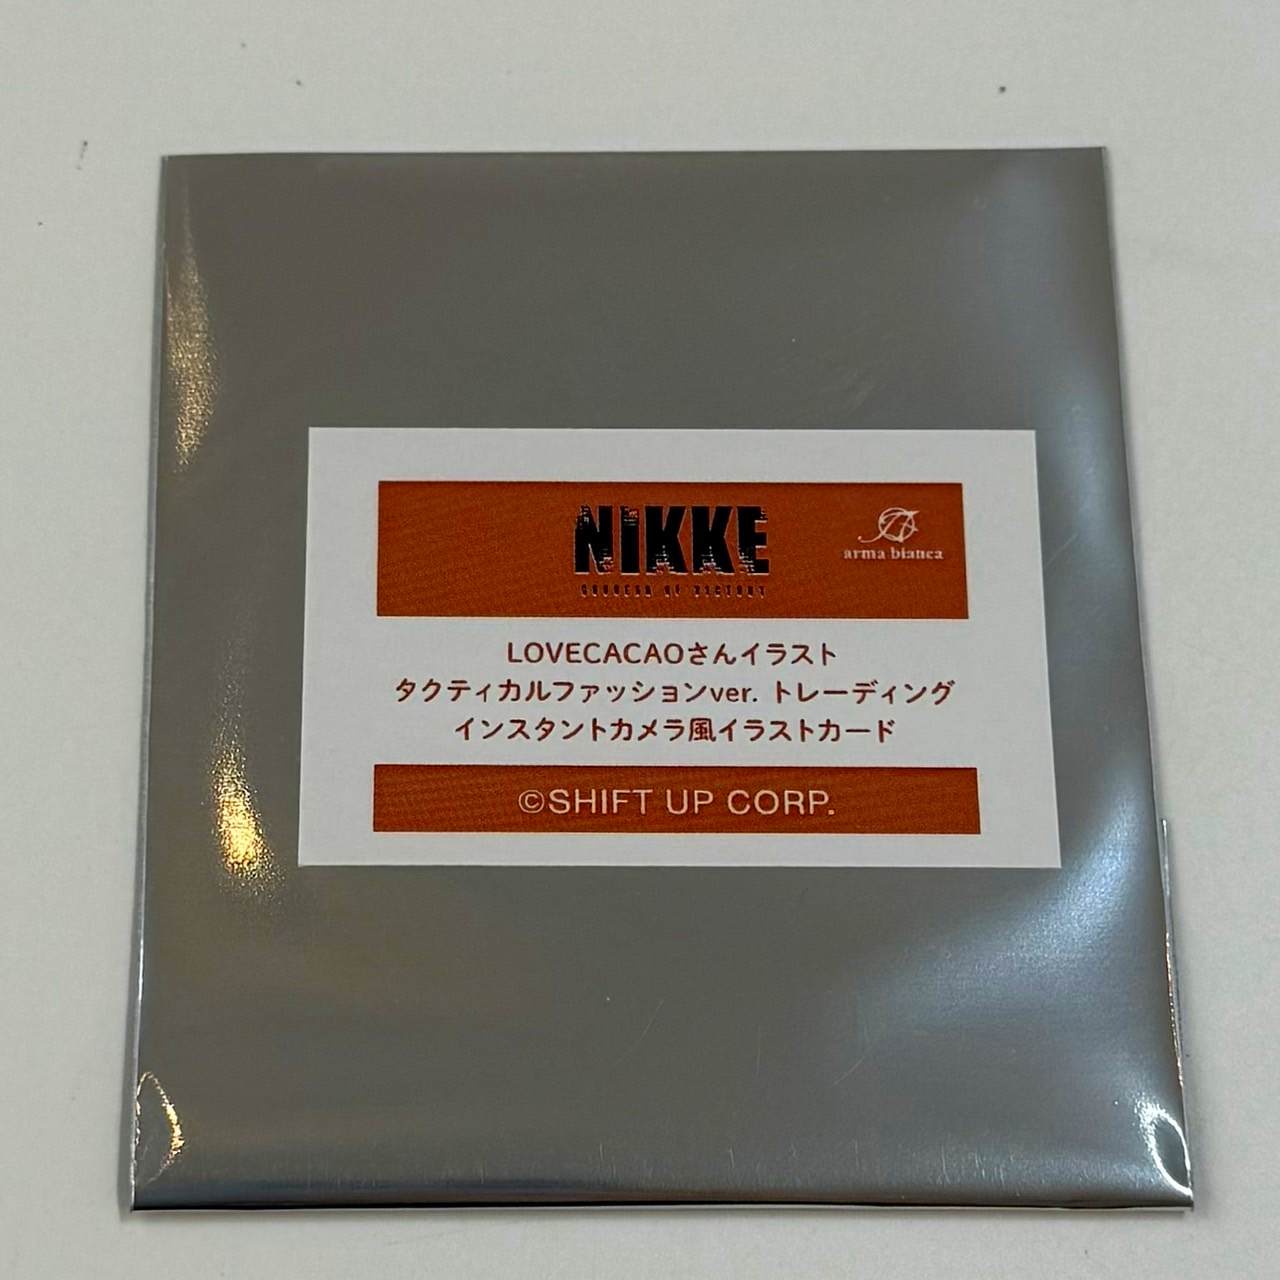 NIKKE
GODDESS OF VICTORY
arma bianca
LOVECACAOさんイラスト
タクティカルファッションver. トレーディング
インスタントカメラ風イラストカード
©SHIFT UP CORP.